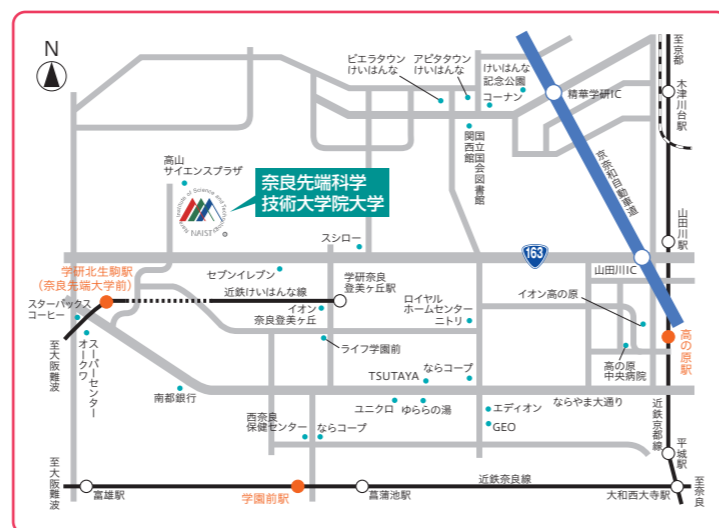 N
ピエラタウン
けいはんな
アピタタウン
けいはんな
けいはんな
記念公園
コーナン
精華学研IC
至京都
木津川台駅
国立国会図書館
関西館
京奈和自動車道
高山
サイエンスプラザ
奈良先端科学
技術大学院大学
Nara Institute of Science and Technology
NAIST
スシロー
163
山田川駅
山田川IC
学研北生駒駅
(奈良先端大学前)
セブンイレブン
近鉄けいはんな線
学研奈良
登美ヶ丘駅
イオン
奈良登美ヶ丘
ロイヤル
ホームセンター
ニトリ
イオン高の原
スターバックス
コーヒー
スーパーセンター
オークワ
至大阪難波
ライフ学園前
高の原
中央病院
高の原駅
南都銀行
TSUTAYA
ならコープ
ならやま大通り
ユニクロ
ゆららの湯
エディオン
GEO
西奈良
保健センター
ならコープ
近鉄京都線
平城駅
至大阪難波
富雄駅
学園前駅
菖蒲池駅
近鉄奈良線
大和西大寺駅
至奈良